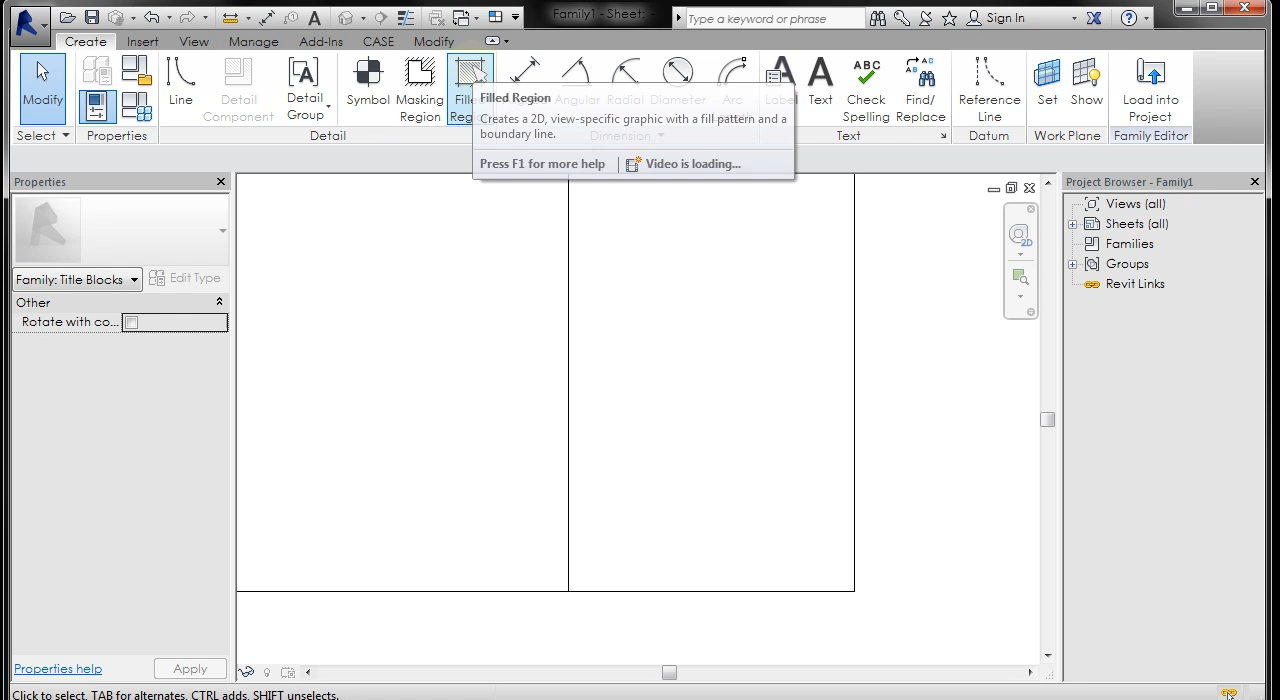 Family1 - Sheet:
Type a keyword or phrase
Sign In
Create Insert View Manage Add-Ins CASE Modify
Modify
Line
Detail Component
Detail Group
Symbol
Masking Region
Angular Radial Diameter Arc
Text
Check Spelling
Find/ Replace
Reference Line
Set Show
Load into Project
Select Properties Detail Dimension Text Datum Work Plane Family Editor
Filled Region
Creates a 2D, view-specific graphic with a fill pattern and a
boundary line.
Press F1 for more help Video is loading...
Properties
Family: Title Blocks Edit Type
Other
Rotate with co...
Properties help Apply
2D
Project Browser - Family1
Views (all)
Sheets (all)
Families
Groups
Revit Links
Click to select, TAB for alternates, CTRL adds, SHIFT unselects.